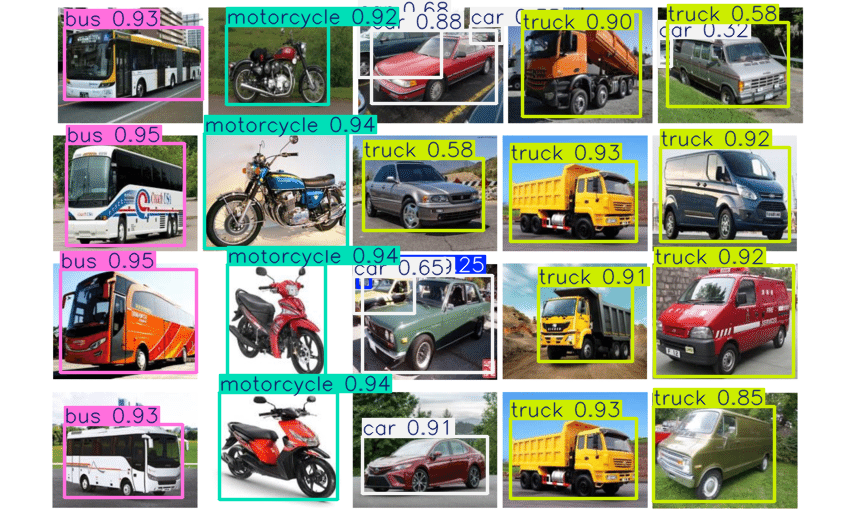 bus 0.93
motorcycle 0.92
0.68
car 0.88
car
truck 0.90
truck 0.58
car 0.32
bus 0.95
motorcycle 0.94
truck 0.58
truck 0.93
truck 0.92
bus 0.95
motorcycle 0.94
car 0.65
.25
truck 0.91
truck 0.92
bus 0.93
motorcycle 0.94
car 0.91
truck 0.93
truck 0.85